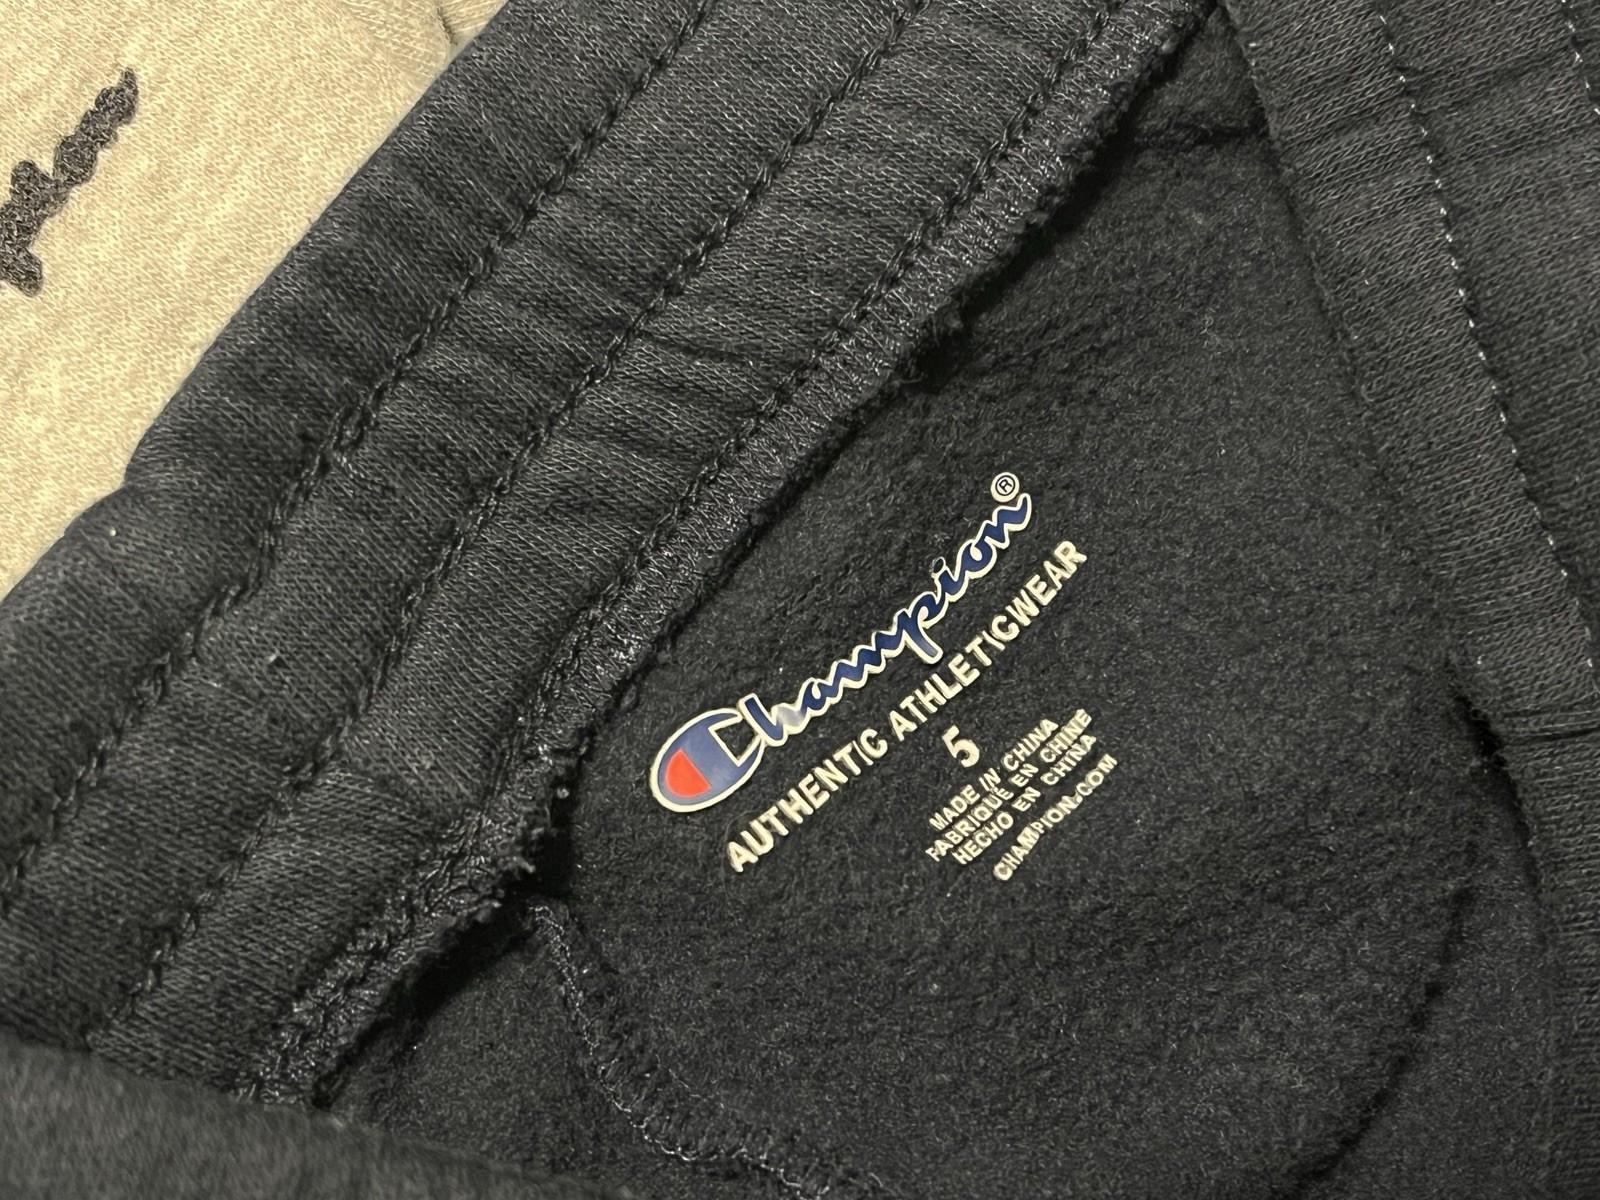 Champion®
AUTHENTIC ATHLETICWEAR
5
MADE IN CHINA
FABRIQUÉ EN CHINE
HECHO EN CHINA
CHAMPION.COM